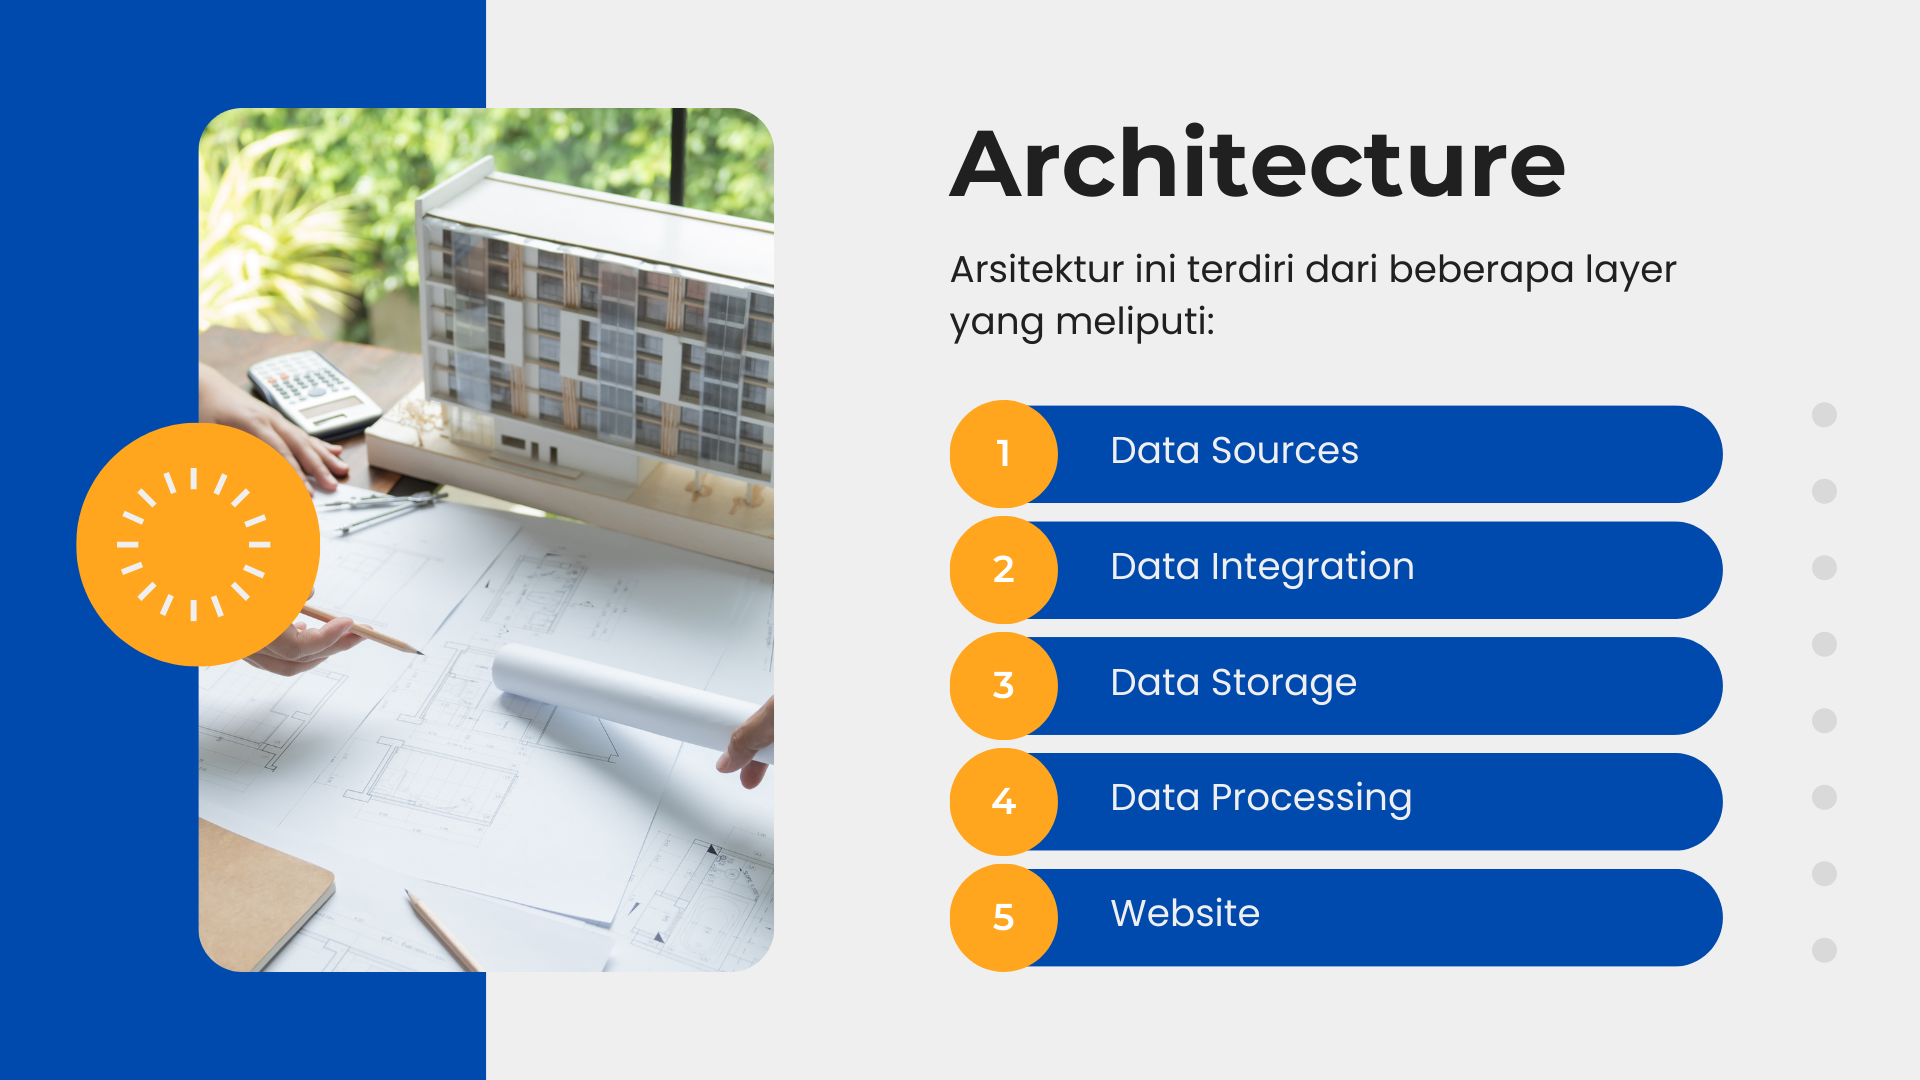 Architecture
Arsitektur ini terdiri dari beberapa layer
yang meliputi:
1 Data Sources
2 Data Integration
3 Data Storage
4 Data Processing
5 Website